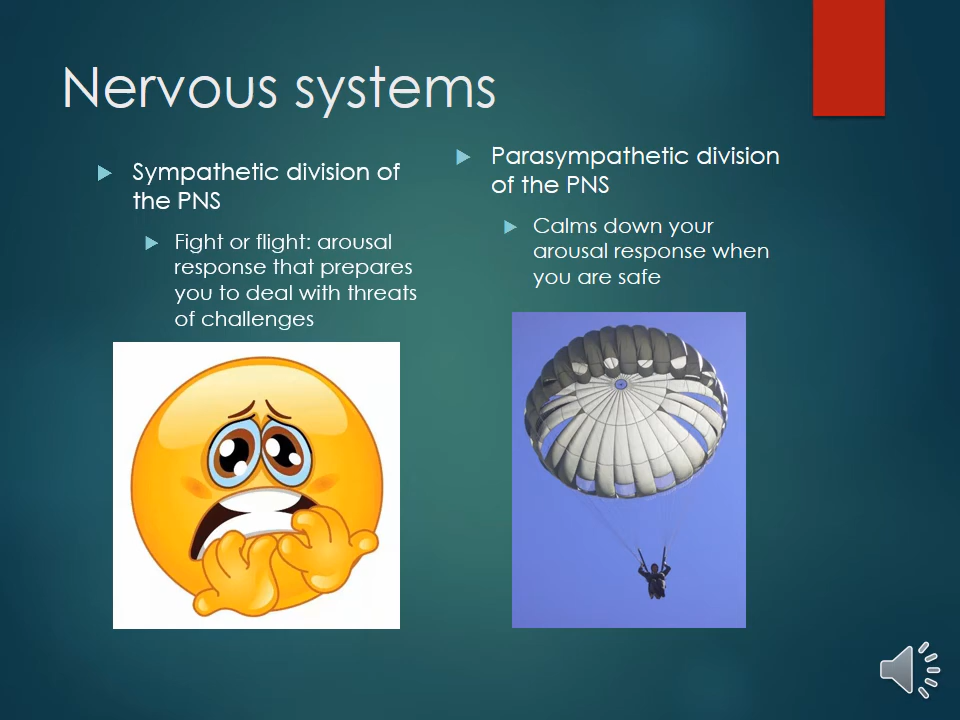 Nervous systems
Sympathetic division of
the PNS
Fight or flight: arousal
response that prepares
you to deal with threats
of challenges
Parasympathetic division
of the PNS
Calms down your
arousal response when
you are safe